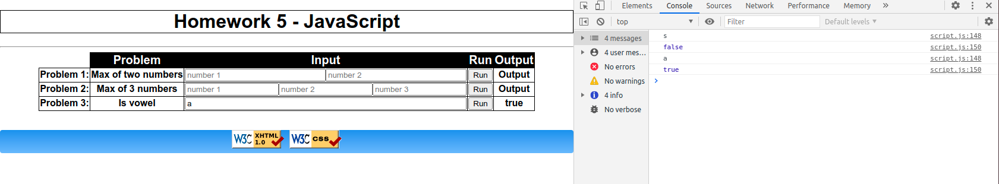 Homework 5 - JavaScript
Problem Input Run Output
Problem 1: Max of two numbers number 1 number 2 Run Output
Problem 2: Max of 3 numbers number 1 number 2 number 3 Run Output
Problem 3: Is vowel a Run true
W3C XHTML 1.0 W3C css
Elements Console Sources Network Performance Memory »
top Filter Default levels
4 messages
4 user mes...
No errors
No warnings
4 info
No verbose
s script.js:148
false script.js:150
a script.js:148
true script.js:150